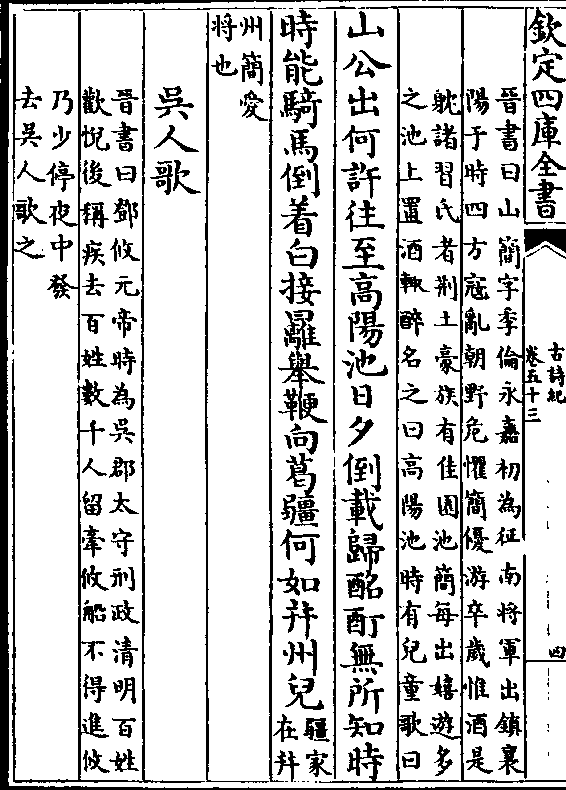 欽定四庫全書
古詩紀
卷五十三
四
晉書曰山簡字季倫永嘉初為征南將軍出鎮襄
陽于時四方寇亂朝野危懼簡優游卒歲惟酒是
躭諸習氏者荆土豪族有佳園池簡每出嬉遊多
之池上置酒輒醉名之曰高陽池時有兒童歌曰
山公出何許往至高陽池日夕倒載歸酩酊無所知時
時能騎馬倒着白接䍦舉鞭向葛疆何如并州兒
疆家
在并
州簡愛
將也
吳人歌
晉書曰鄧攸元帝時為吳郡太守刑政清明百姓
歡悅後稱疾去百姓數千人留牽攸船不得進攸
乃少停夜中發
去吳人歌之